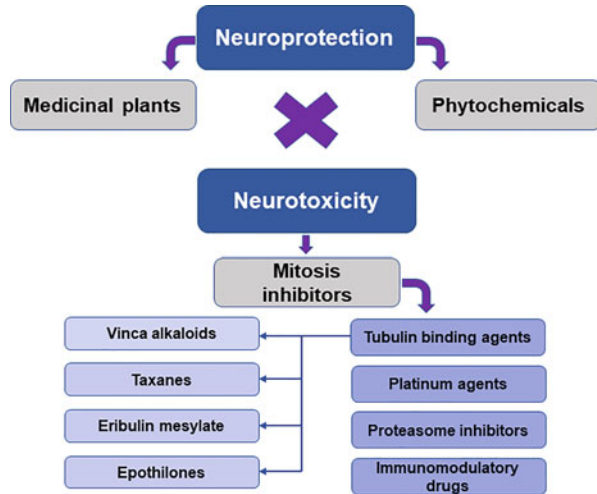 Neuroprotection
Medicinal plants
Phytochemicals
Neurotoxicity
Mitosis
inhibitors
Vinca alkaloids
Tubulin binding agents
Taxanes
Platinum agents
Eribulin mesylate
Proteasome inhibitors
Epothilones
Immunomodulatory
drugs